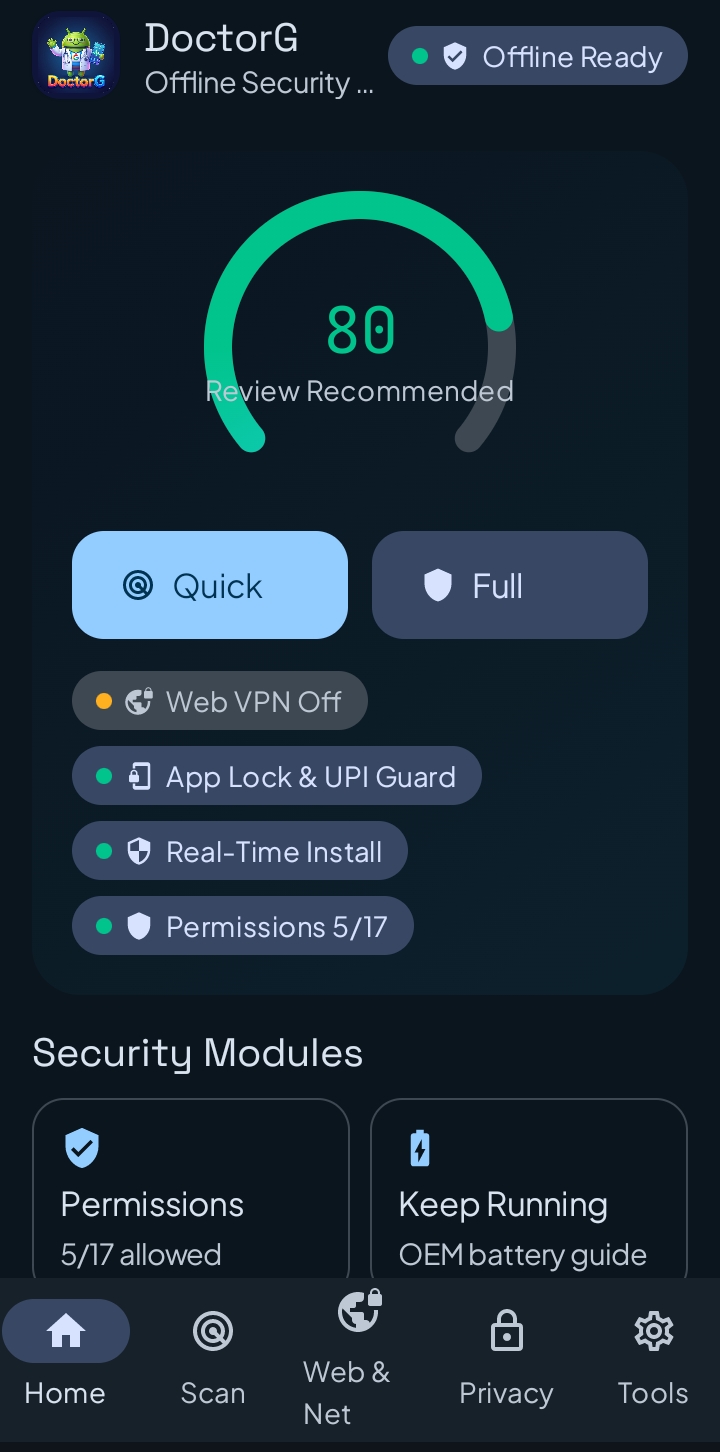 DoctorG
DoctorG
Offline Security ...
Offline Ready
80
Review Recommended
Quick
Full
Web VPN Off
App Lock & UPI Guard
Real-Time Install
Permissions 5/17
Security Modules
Permissions
5/17 allowed
Keep Running
OEM battery guide
Home
Scan
Web &
Net
Privacy
Tools